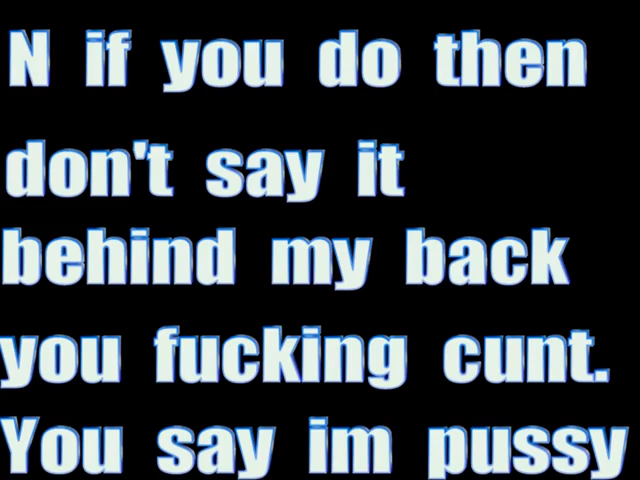 N if you do then
don't say it
behind my back
you fucking cunt.
You say im pussy